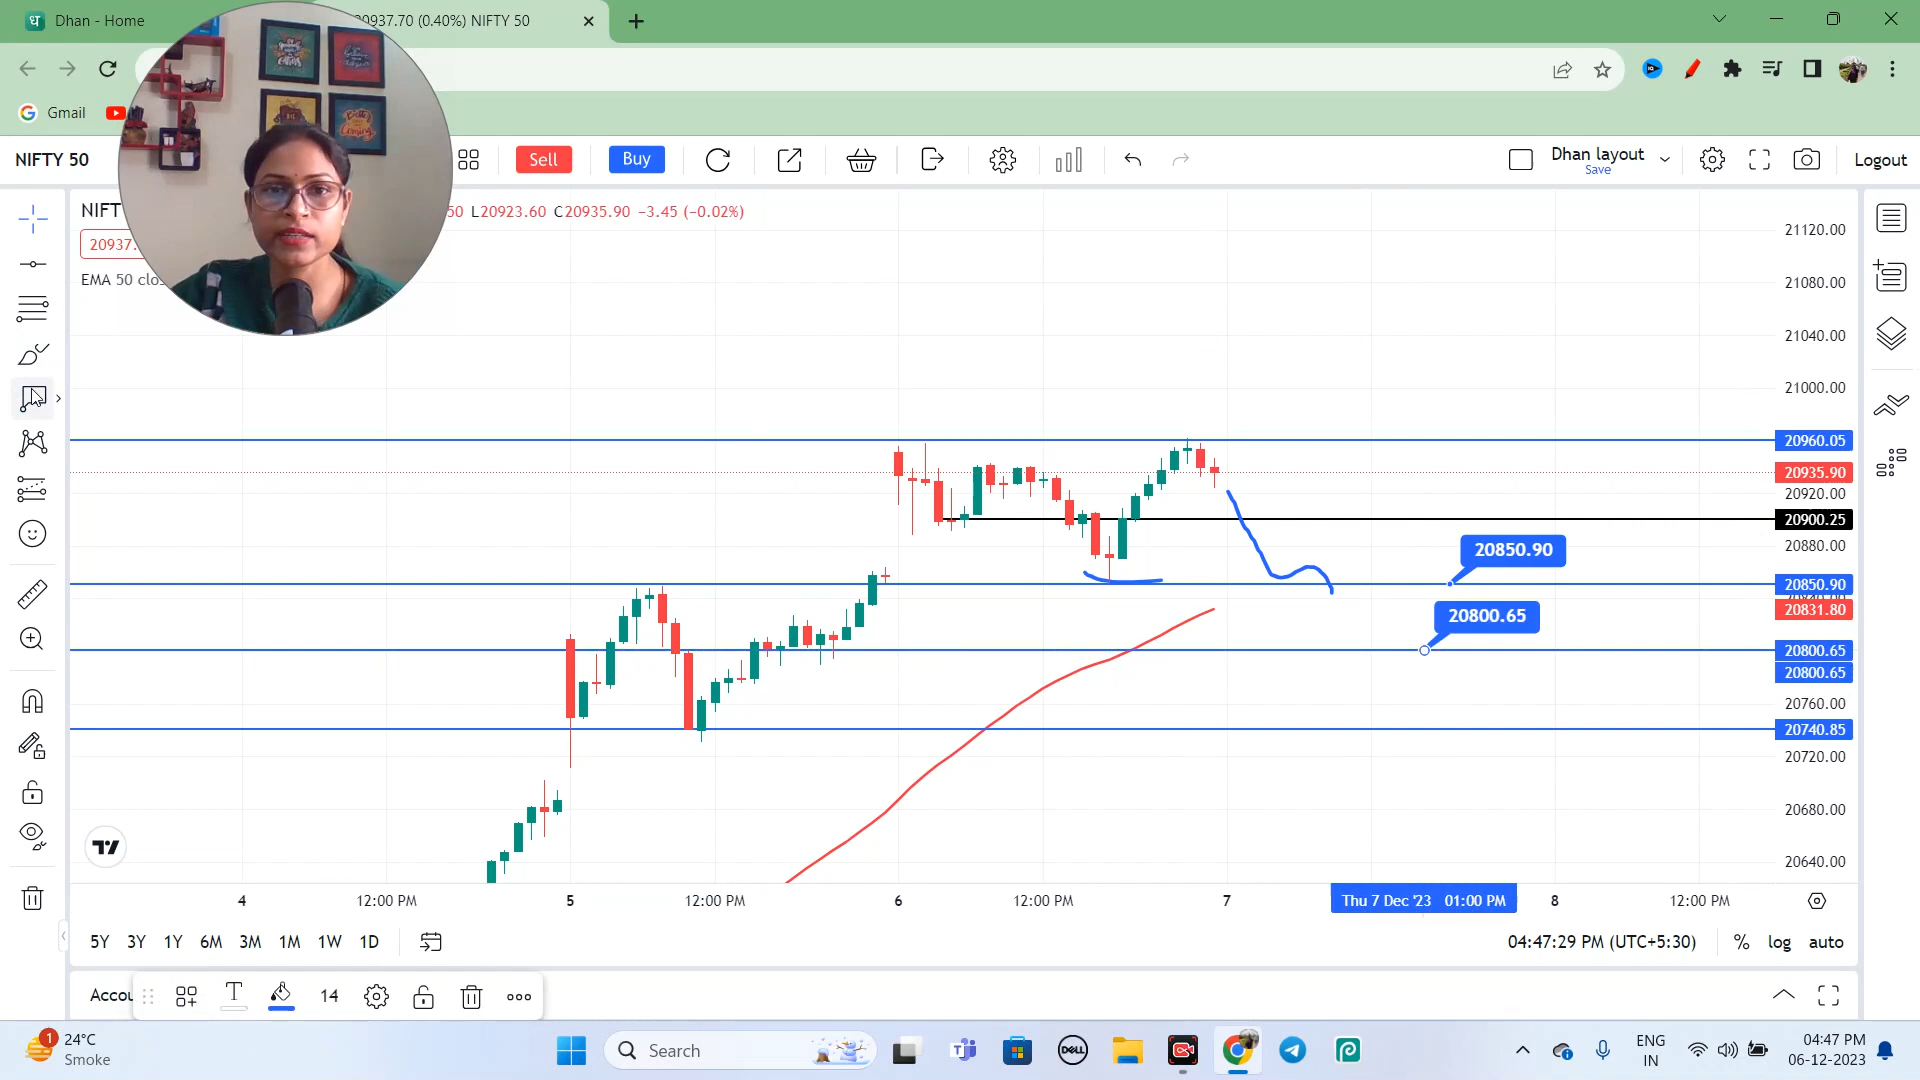 Dhan - Home
20937.70 (0.40%) NIFTY 50
Gmail
NIFTY 50
Sell
Buy
Dhan layout
Save
Logout
50 L20923.60 C20935.90 −3.45 (−0.02%)
20937.
EMA 50
21120.00
21080.00
21040.00
21000.00
20960.05
20935.90
20920.00
20900.25
20880.00
20850.90
20850.90
20831.80
20800.65
20800.65
20800.65
20760.00
20740.85
20720.00
20680.00
20640.00
4
12:00 PM
5
12:00 PM
6
12:00 PM
7
Thu 7 Dec '23 01:00 PM
8
12:00 PM
5Y 3Y 1Y 6M 3M 1M 1W 1D
04:47:29 PM (UTC+5:30)
% log auto
T
14
1
24°C
Smoke
Search
DELL
ENG
IN
04:47 PM
06-12-2023